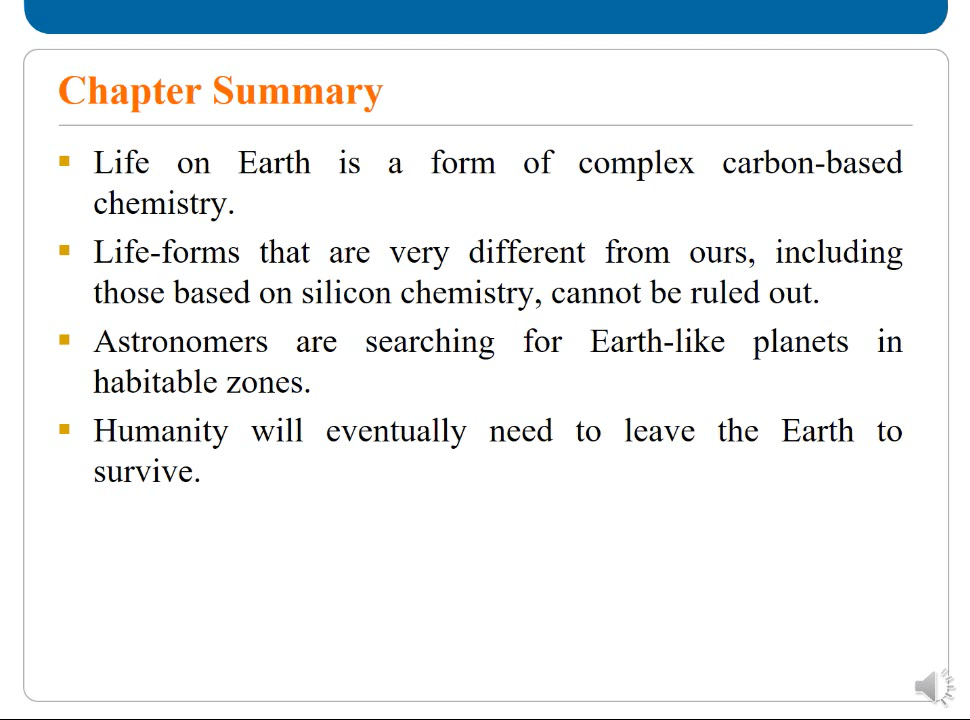 Chapter Summary
Life on Earth is a form of complex carbon-based
chemistry.
Life-forms that are very different from ours, including
those based on silicon chemistry, cannot be ruled out.
Astronomers are searching for Earth-like planets in
habitable zones.
Humanity will eventually need to leave the Earth to
survive.